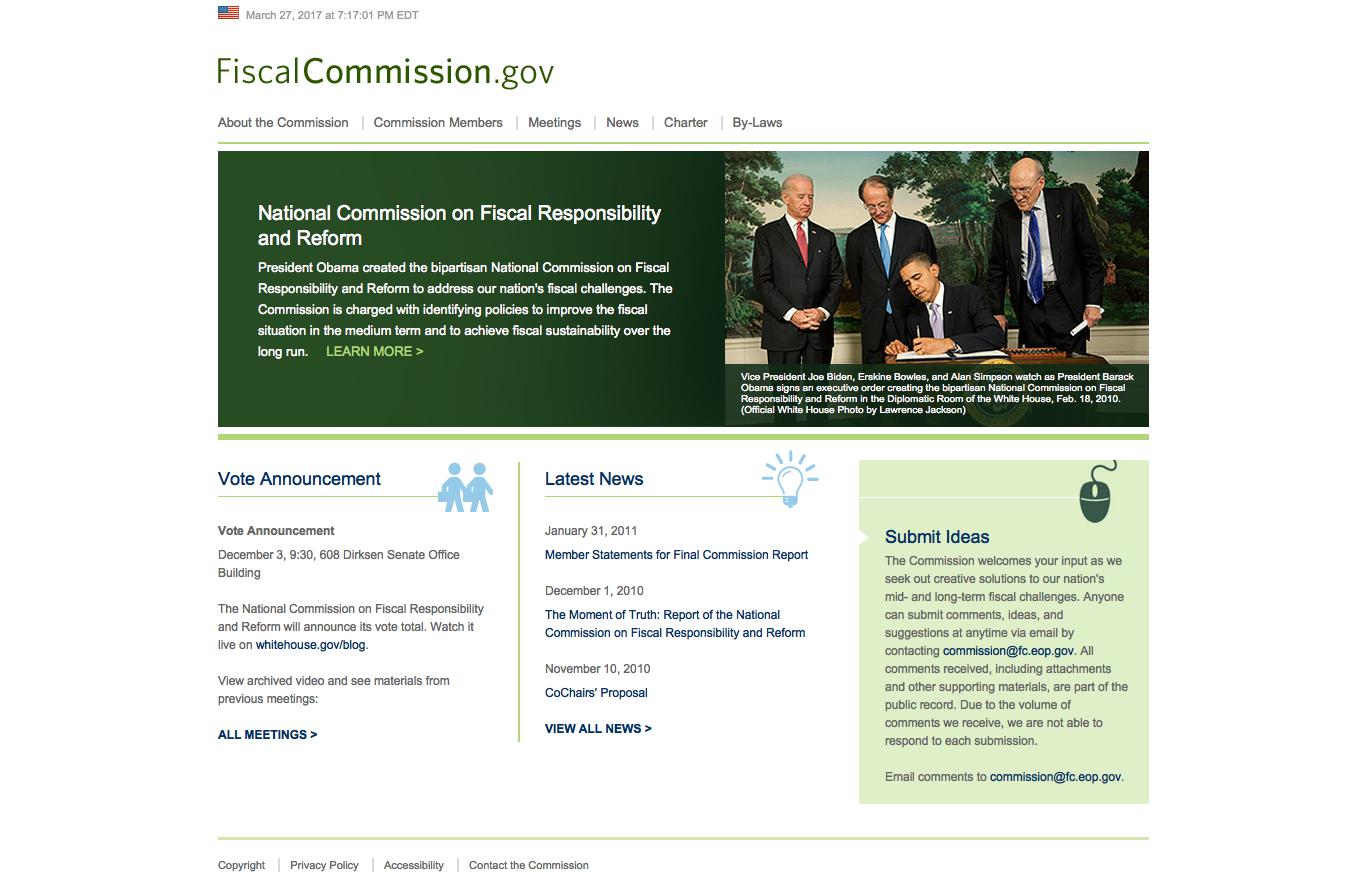 March 27, 2017 at 7:17:01 PM EDT
FiscalCommission.gov
About the Commission
Commission Members
Meetings
News
Charter
By-Laws
National Commission on Fiscal Responsibility
and Reform
President Obama created the bipartisan National Commission on Fiscal
Responsibility and Reform to address our nation's fiscal challenges. The
Commission is charged with identifying policies to improve the fiscal
situation in the medium term and to achieve fiscal sustainability over the
long run. LEARN MORE >
Vice President Joe Biden, Erskine Bowles, and Alan Simpson watch as President Barack
Obama signs an executive order creating the bipartisan National Commission on Fiscal
Responsibility and Reform in the Diplomatic Room of the White House, Feb. 18, 2010.
(Official White House Photo by Lawrence Jackson)
Vote Announcement
Vote Announcement
December 3, 9:30, 608 Dirksen Senate Office
Building
The National Commission on Fiscal Responsibility
and Reform will announce its vote total. Watch it
live on whitehouse.gov/blog.
View archived video and see materials from
previous meetings:
ALL MEETINGS >
Latest News
January 31, 2011
Member Statements for Final Commission Report
December 1, 2010
The Moment of Truth: Report of the National
Commission on Fiscal Responsibility and Reform
November 10, 2010
CoChairs' Proposal
VIEW ALL NEWS >
Submit Ideas
The Commission welcomes your input as we
seek out creative solutions to our nation's
mid- and long-term fiscal challenges. Anyone
can submit comments, ideas, and
suggestions at anytime via email by
contacting commission@fc.eop.gov. All
comments received, including attachments
and other supporting materials, are part of the
public record. Due to the volume of
comments we receive, we are not able to
respond to each submission.
Email comments to commission@fc.eop.gov.
Copyright
Privacy Policy
Accessibility
Contact the Commission